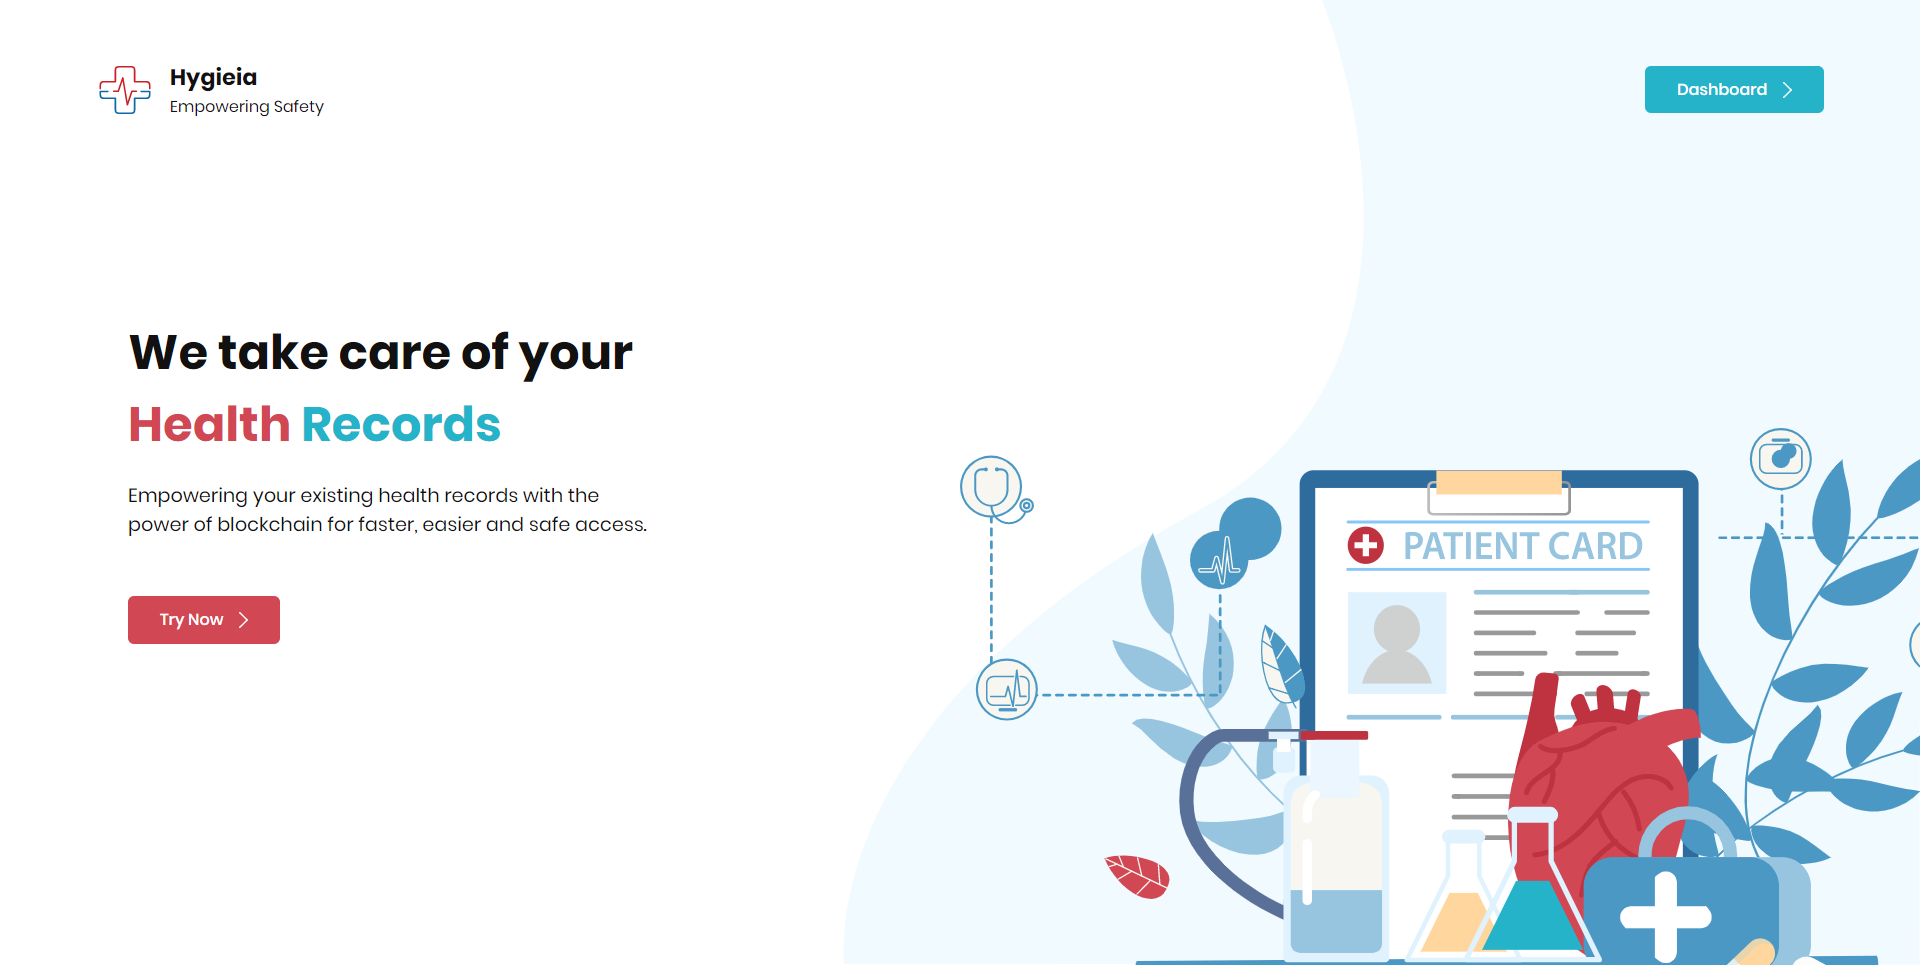 Hygieia
Empowering Safety
Dashboard
We take care of your
Health Records
Empowering your existing health records with the
power of blockchain for faster, easier and safe access.
Try Now
PATIENT CARD